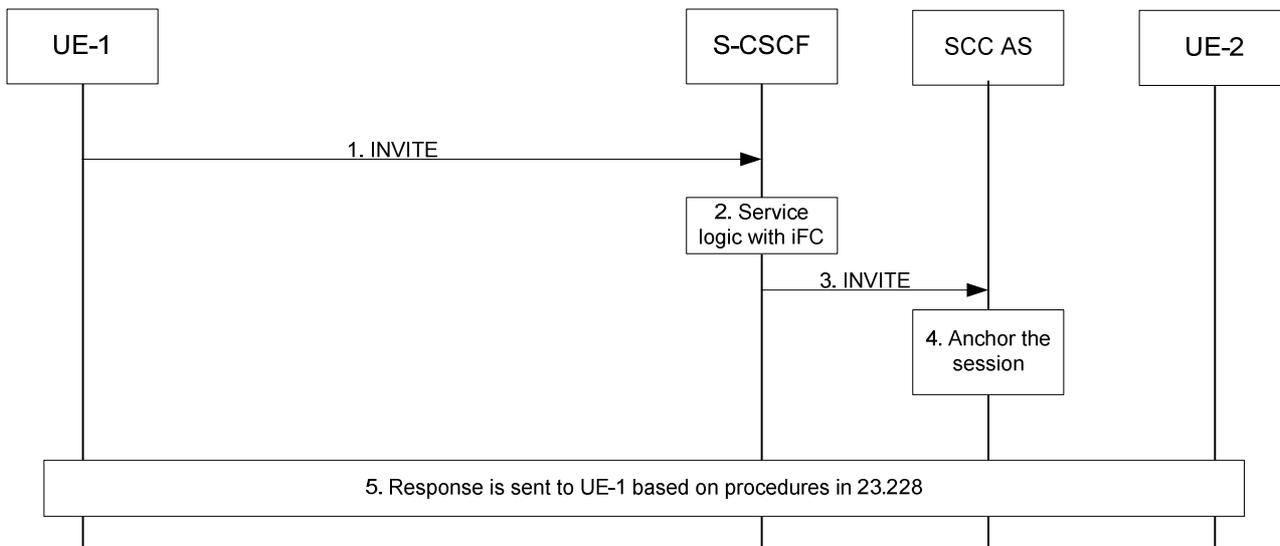 UE-1
S-CSCF
SCC AS
UE-2
1. INVITE
2. Service
logic with iFC
3. INVITE
4. Anchor the
session
5. Response is sent to UE-1 based on procedures in 23.228